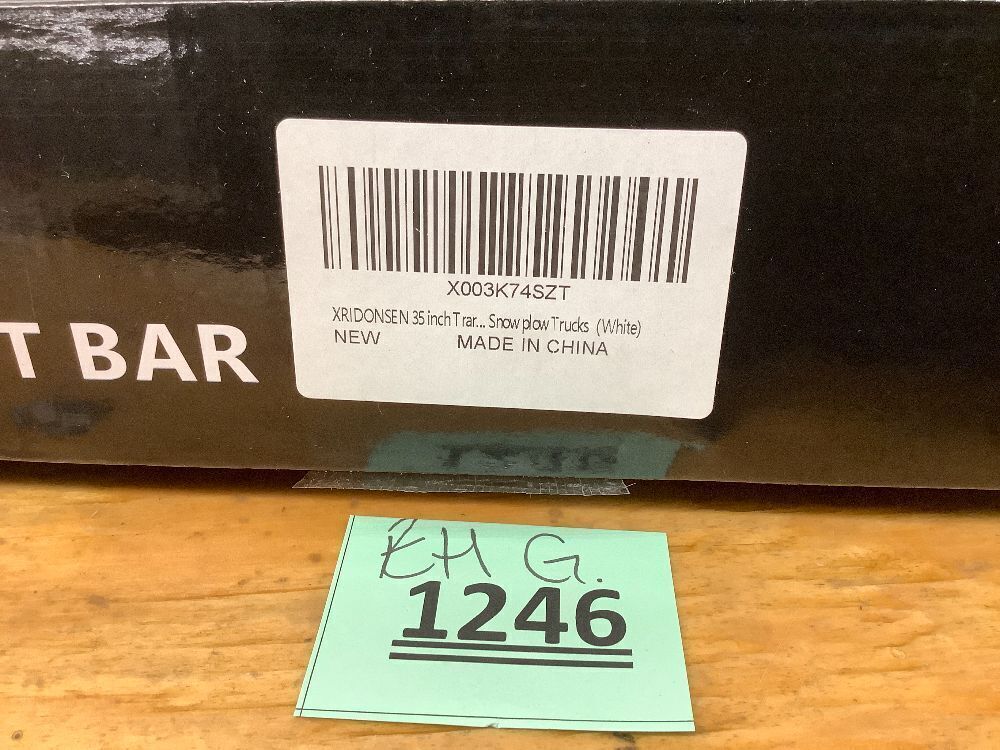 T BAR
X003K74SZT
XRIDONSEN 35 inch Trar... Snow plow Trucks (White)
NEW MADE IN CHINA
EH G.
1246